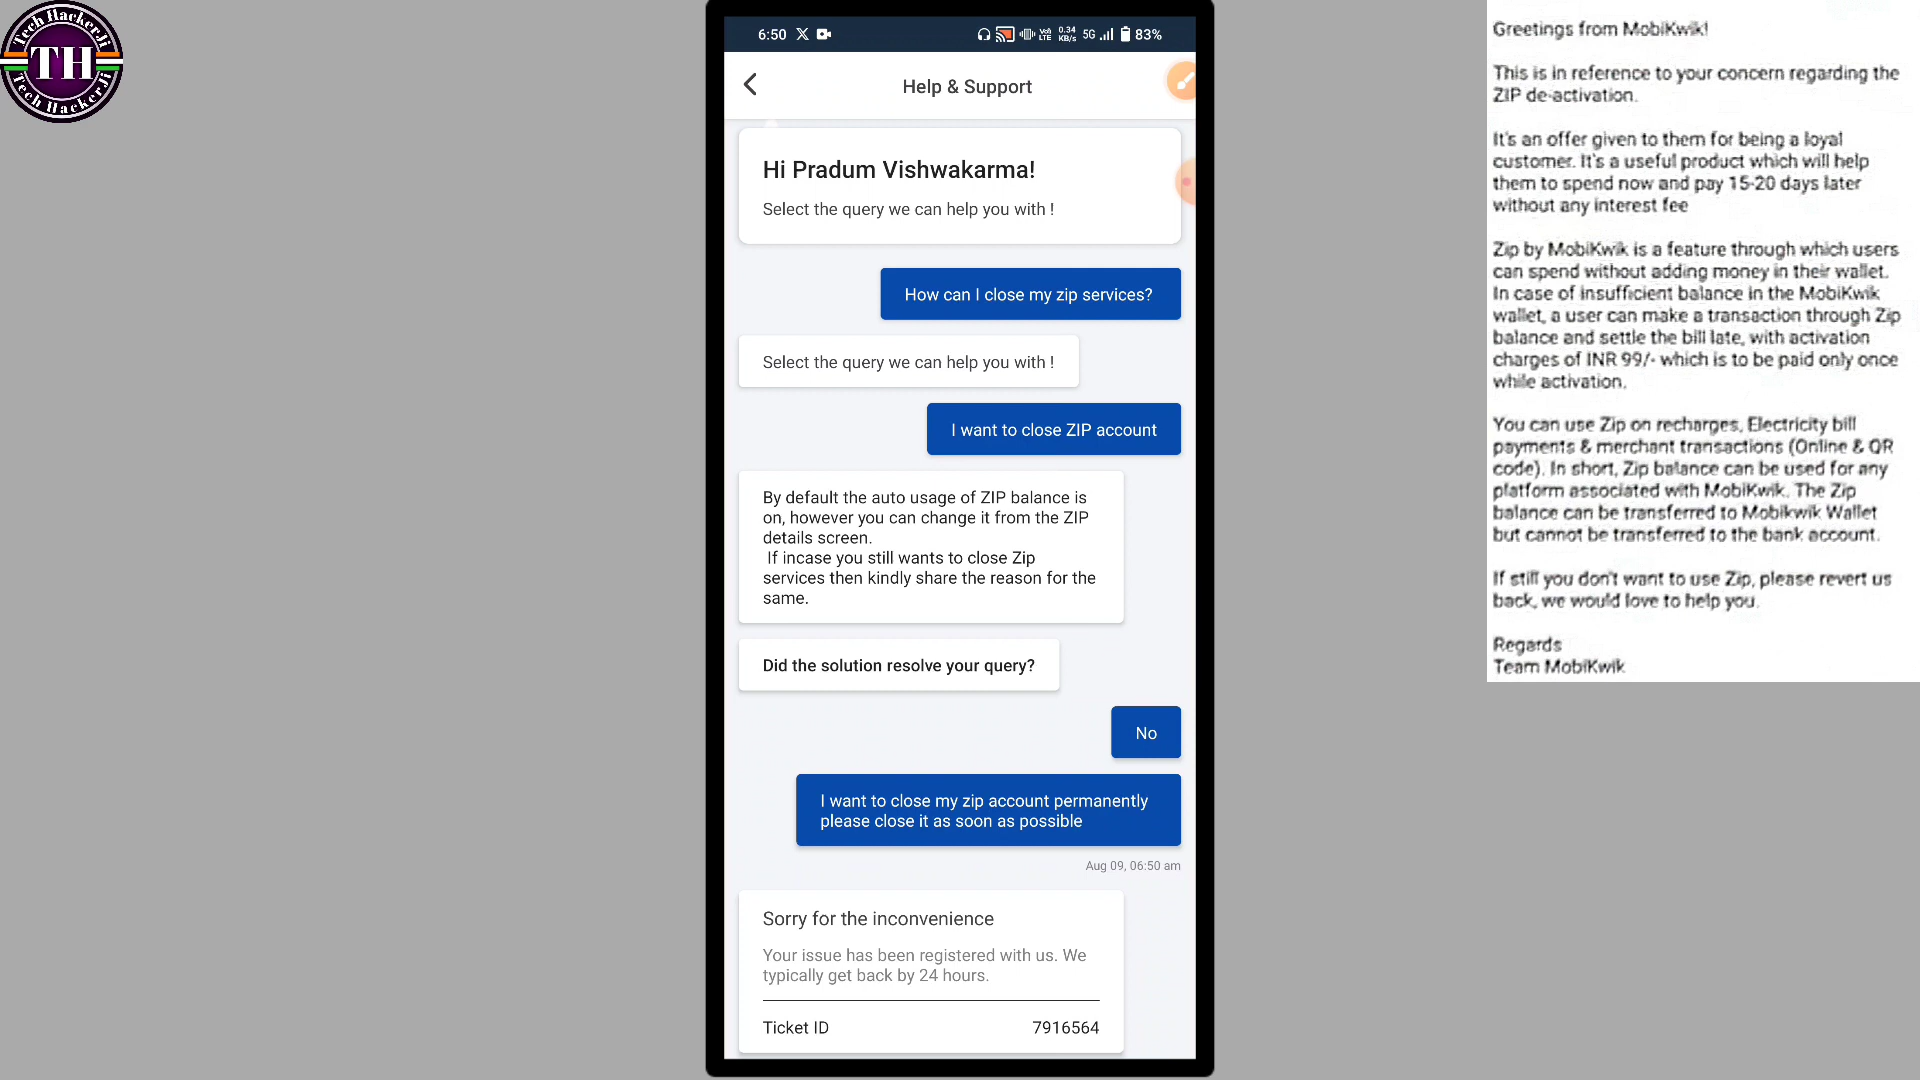 Tech HackerJi
TH
Tech HackerJi
6:50
Vo)
LTE
0.34
KB/s
5G
83%
Help & Support
Hi Pradum Vishwakarma!
Select the query we can help you with !
How can I close my zip services?
Select the query we can help you with !
I want to close ZIP account
By default the auto usage of ZIP balance is
on, however you can change it from the ZIP
details screen.
If incase you still wants to close Zip
services then kindly share the reason for the
same.
Did the solution resolve your query?
No
I want to close my zip account permanently
please close it as soon as possible
Aug 09, 06:50 am
Sorry for the inconvenience
Your issue has been registered with us. We
typically get back by 24 hours.
Ticket ID 7916564
Greetings from MobiKwik!
This is in reference to your concern regarding the
ZIP de-activation.
It's an offer given to them for being a loyal
customer. It's a useful product which will help
them to spend now and pay 15-20 days later
without any interest fee
Zip by MobiKwik is a feature through which users
can spend without adding money in their wallet.
In case of insufficient balance in the MobiKwik
wallet, a user can make a transaction through Zip
balance and settle the bill late, with activation
charges of INR 99/- which is to be paid only once
while activation.
You can use Zip on recharges, Electricity bill
payments & merchant transactions (Online & QR
code). In short, Zip balance can be used for any
platform associated with MobiKwik. The Zip
balance can be transferred to Mobikwik Wallet
but cannot be transferred to the bank account.
If still you don't want to use Zip, please revert us
back, we would love to help you.
Regards
Team MobiKwik